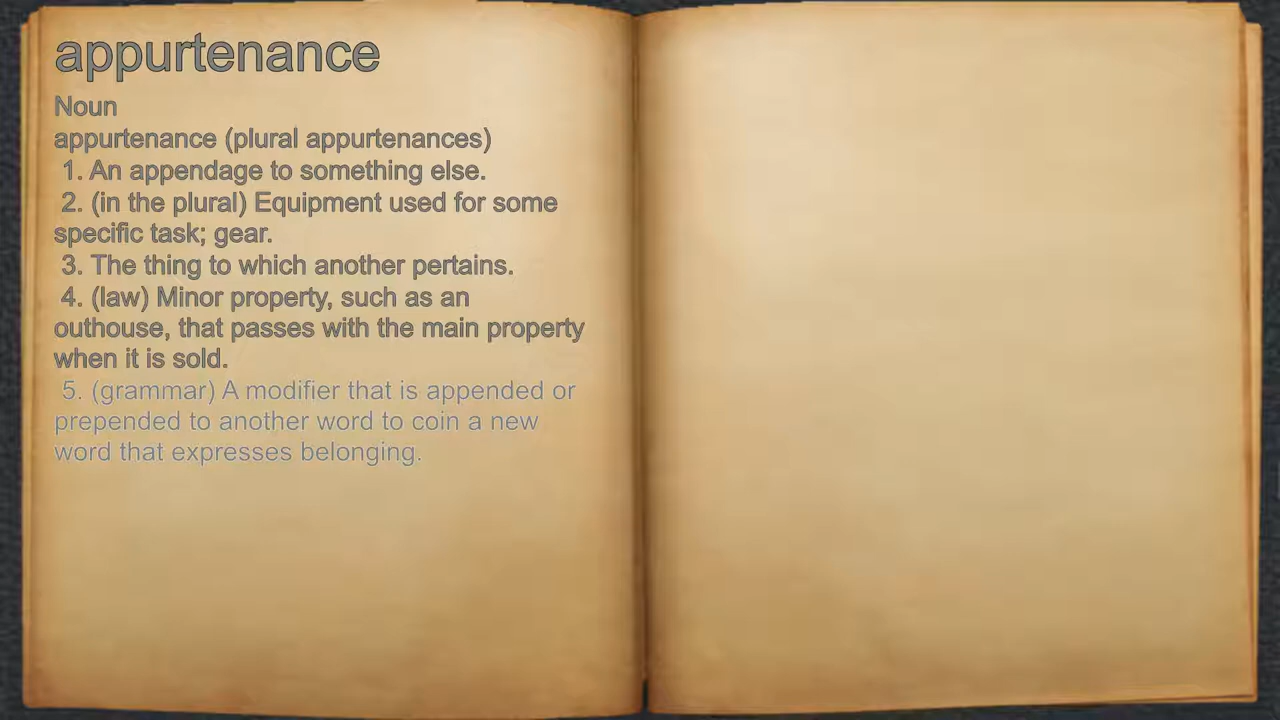 appurtenance
Noun
appurtenance (plural appurtenances)
1. An appendage to something else.
2. (in the plural) Equipment used for some
specific task; gear.
3. The thing to which another pertains.
4. (law) Minor property, such as an
outhouse, that passes with the main property
when it is sold.
5. (grammar) A modifier that is appended or
prepended to another word to coin a new
word that expresses belonging.